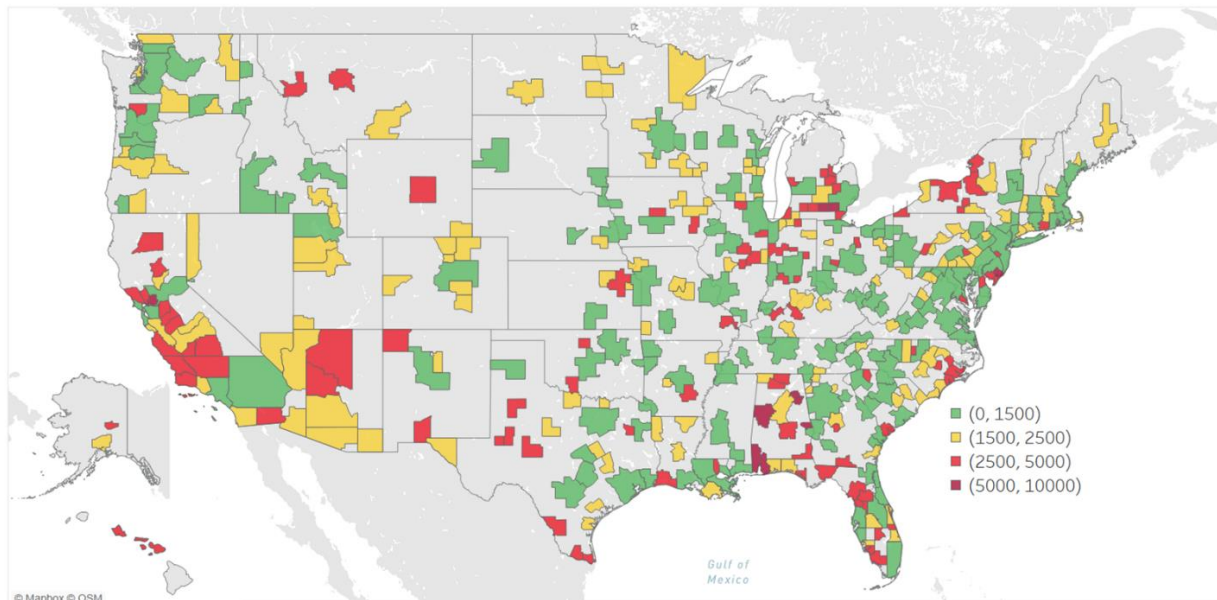 (0, 1500)
(1500, 2500)
(2500, 5000)
(5000, 10000)
Gulf of
Mexico
© Mapbox © OSM